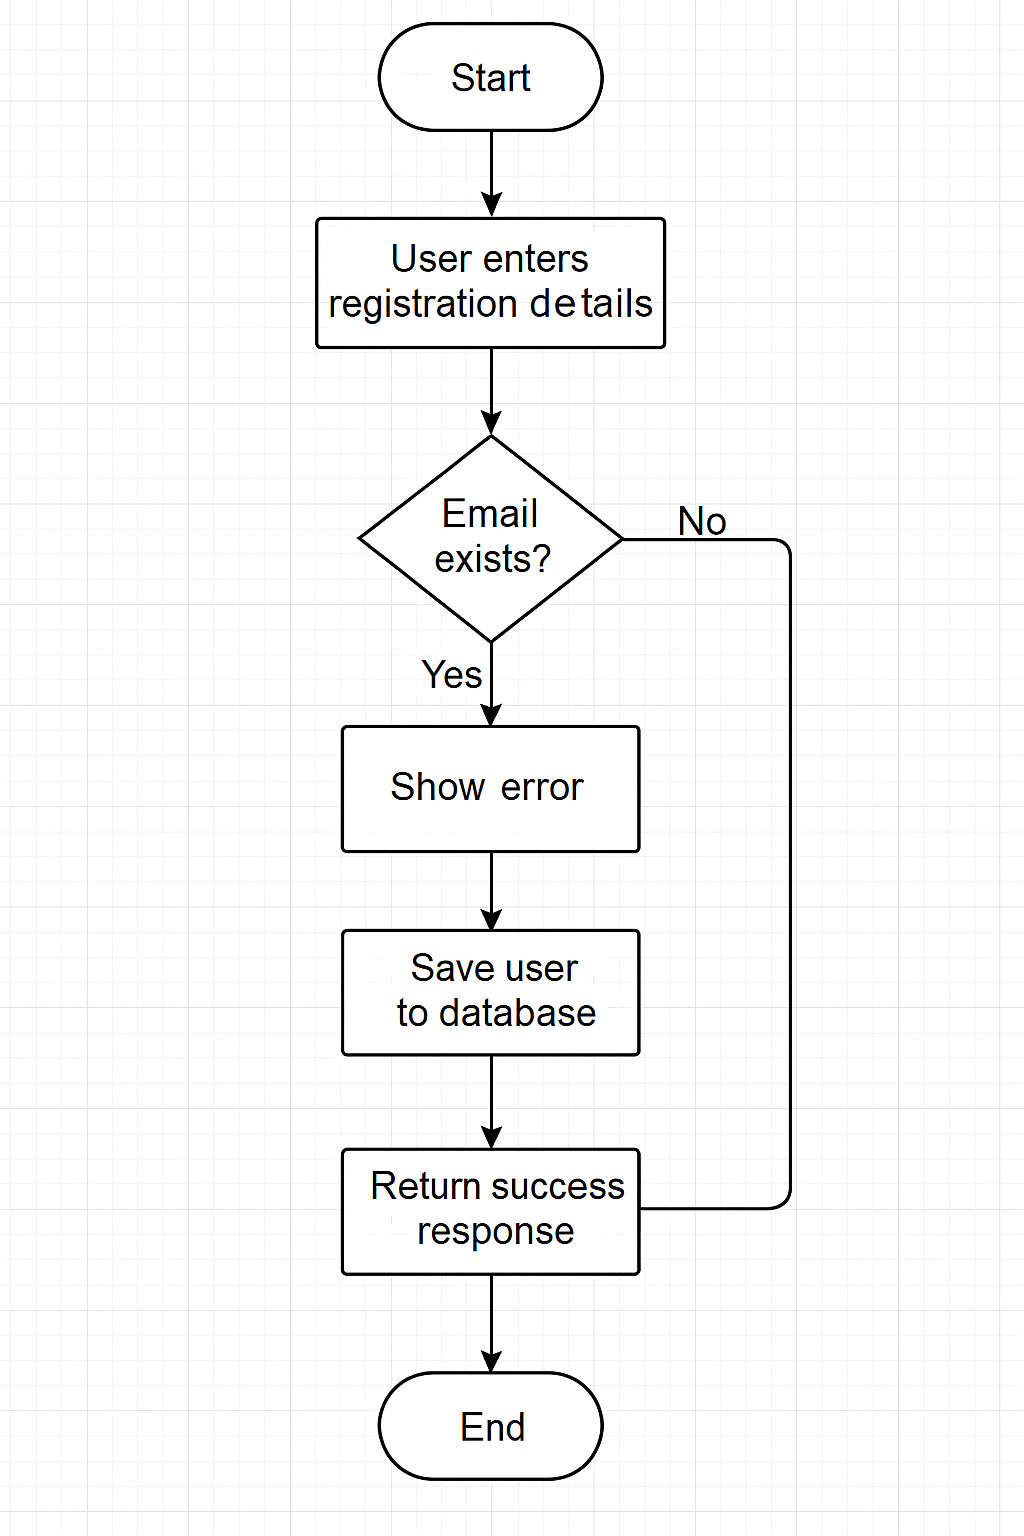 Start
User enters
registration details
Email
exists?
No
Yes
Show error
Save user
to database
Return success
response
End